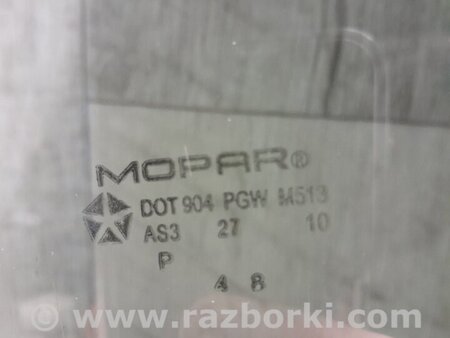 MOPAR®
DOT 904 PGW M513
AS3 27 10
P
4 8
© www.razborki.com